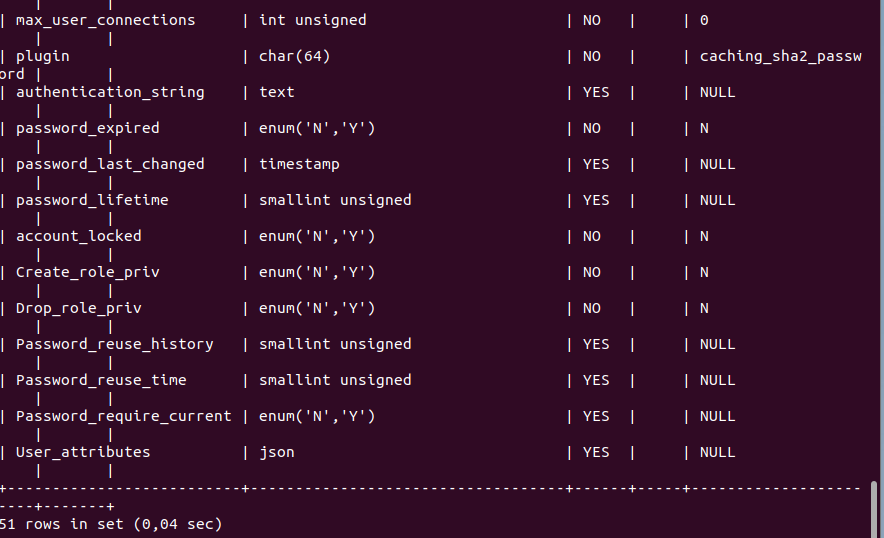 |            |
| max_user_connections     | int unsigned                      | NO   |     | 0
    |       |
| plugin                   | char(64)                          | NO   |     | caching_sha2_passw
ord |       |
| authentication_string    | text                              | YES  |     | NULL
    |       |
| password_expired         | enum('N','Y')                     | NO   |     | N
    |       |
| password_last_changed    | timestamp                         | YES  |     | NULL
    |       |
| password_lifetime        | smallint unsigned                 | YES  |     | NULL
    |       |
| account_locked           | enum('N','Y')                     | NO   |     | N
    |       |
| Create_role_priv         | enum('N','Y')                     | NO   |     | N
    |       |
| Drop_role_priv           | enum('N','Y')                     | NO   |     | N
    |       |
| Password_reuse_history   | smallint unsigned                 | YES  |     | NULL
    |       |
| Password_reuse_time      | smallint unsigned                 | YES  |     | NULL
    |       |
| Password_require_current | enum('N','Y')                     | YES  |     | NULL
    |       |
| User_attributes          | json                              | YES  |     | NULL
    |       |
+--------------------------+-----------------------------------+------+-----+-------------------
----+-------+
51 rows in set (0,04 sec)